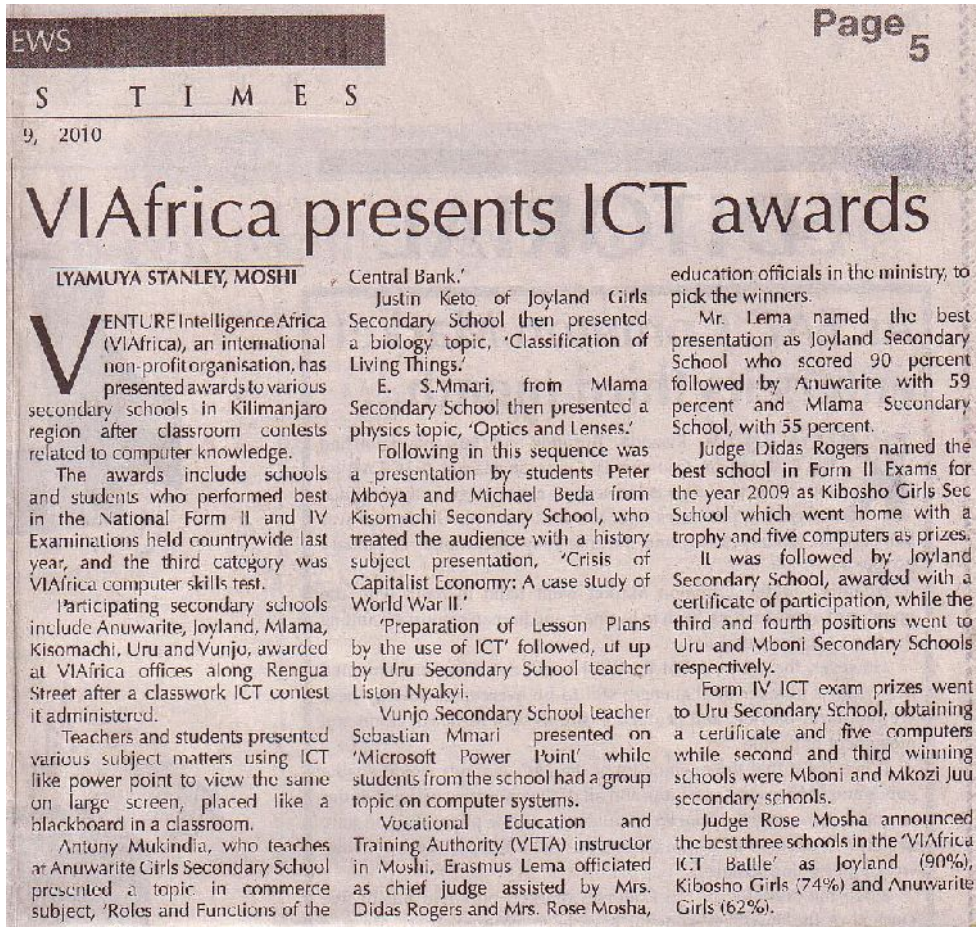 EWS
Page 5
S TIMES
9, 2010
VIAfrica presents ICT awards
LYAMUYA STANLEY, MOSHI
VENTURE Intelligence Africa
(VIAfrica), an international
non-profit organisation, has
presented awards to various
secondary schools in Kilimanjaro
region after classroom contests
related to computer knowledge.
The awards include schools
and students who performed best
in the National Form II and IV
Examinations held countrywide last
year, and the third category was
VIAfrica computer skills test.
Participating secondary schools
include Anuwarite, Joyland, Mlama,
Kisomachi, Uru and Vunjo, awarded
at VIAfrica offices along Rengua
Street after a classwork ICT contest
it administered.
Teachers and students presented
various subject matters using ICT
like power point to view the same
on large screen, placed like a
blackboard in a classroom.
Antony Mukindia, who teaches
at Anuwarite Girls Secondary School
presented a topic in commerce
subject, 'Roles and Functions of the
Central Bank.'
Justin Keto of Joyland Girls
Secondary School then presented
a biology topic, 'Classification of
Living Things.'
E. S.Mmari, from Mlama
Secondary School then presented a
physics topic, 'Optics and Lenses.'
Following in this sequence was
a presentation by students Peter
Mboya and Michael Beda from
Kisomachi Secondary School, who
treated the audience with a history
subject presentation, 'Crisis of
Capitalist Economy: A case study of
World War II.'
'Preparation of Lesson Plans
by the use of ICT' followed, ut up
by Uru Secondary School teacher
Liston Nyakyi.
Vunjo Secondary School teacher
Sebastian Mmari presented on
'Microsoft Power Point' while
students from the school had a group
topic on computer systems.
Vocational Education and
Training Authority (VETA) instructor
in Moshi, Erasmus Lema officiated
as chief judge assisted by Mrs.
Didas Rogers and Mrs. Rose Mosha,
education officials in the ministry, to
pick the winners.
Mr. Lema named the best
presentation as Joyland Secondary
School who scored 90 percent
followed by Anuwarite with 59
percent and Mlama Secondary
School, with 55 percent.
Judge Didas Rogers named the
best school in Form II Exams for
the year 2009 as Kibosho Girls Sec
School which went home with a
trophy and five computers as prizes.
It was followed by Joyland
Secondary School, awarded with a
certificate of participation, while the
third and fourth positions went to
Uru and Mboni Secondary Schools
respectively.
Form IV ICT exam prizes went
to Uru Secondary School, obtaining
a certificate and five computers
while second and third winning
schools were Mboni and Mkozi Juu
secondary schools.
Judge Rose Mosha announced
the best three schools in the 'VIAfrica
ICT Battle' as Joyland (90%),
Kibosho Girls (74%) and Anuwarite
Girls (62%).